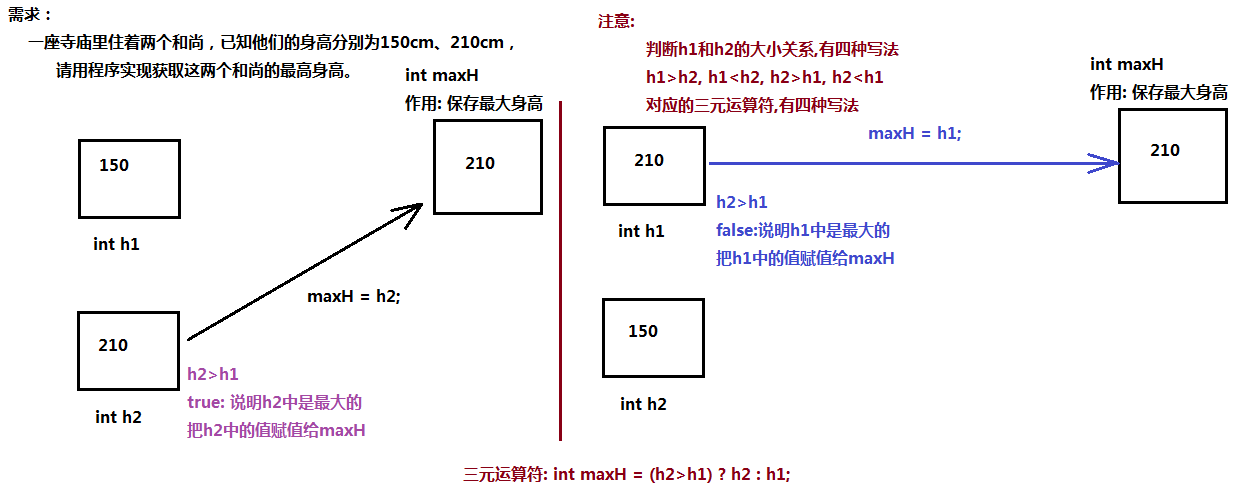 需求：
一座寺庙里住着两个和尚，已知他们的身高分别为150cm、210cm，
请用程序实现获取这两个和尚的最高身高。
int maxH
作用: 保存最大身高
150
210
int h1
maxH = h2;
210
h2>h1
true: 说明h2中是最大的
把h2中的值赋值给maxH
int h2
注意:
判断h1和h2的大小关系,有四种写法
h1>h2, h1<h2, h2>h1, h2<h1
对应的三元运算符,有四种写法
int maxH
作用: 保存最大身高
maxH = h1;
210
210
h2>h1
false:说明h1中是最大的
把h1中的值赋值给maxH
int h1
150
int h2
三元运算符: int maxH = (h2>h1) ? h2 : h1;